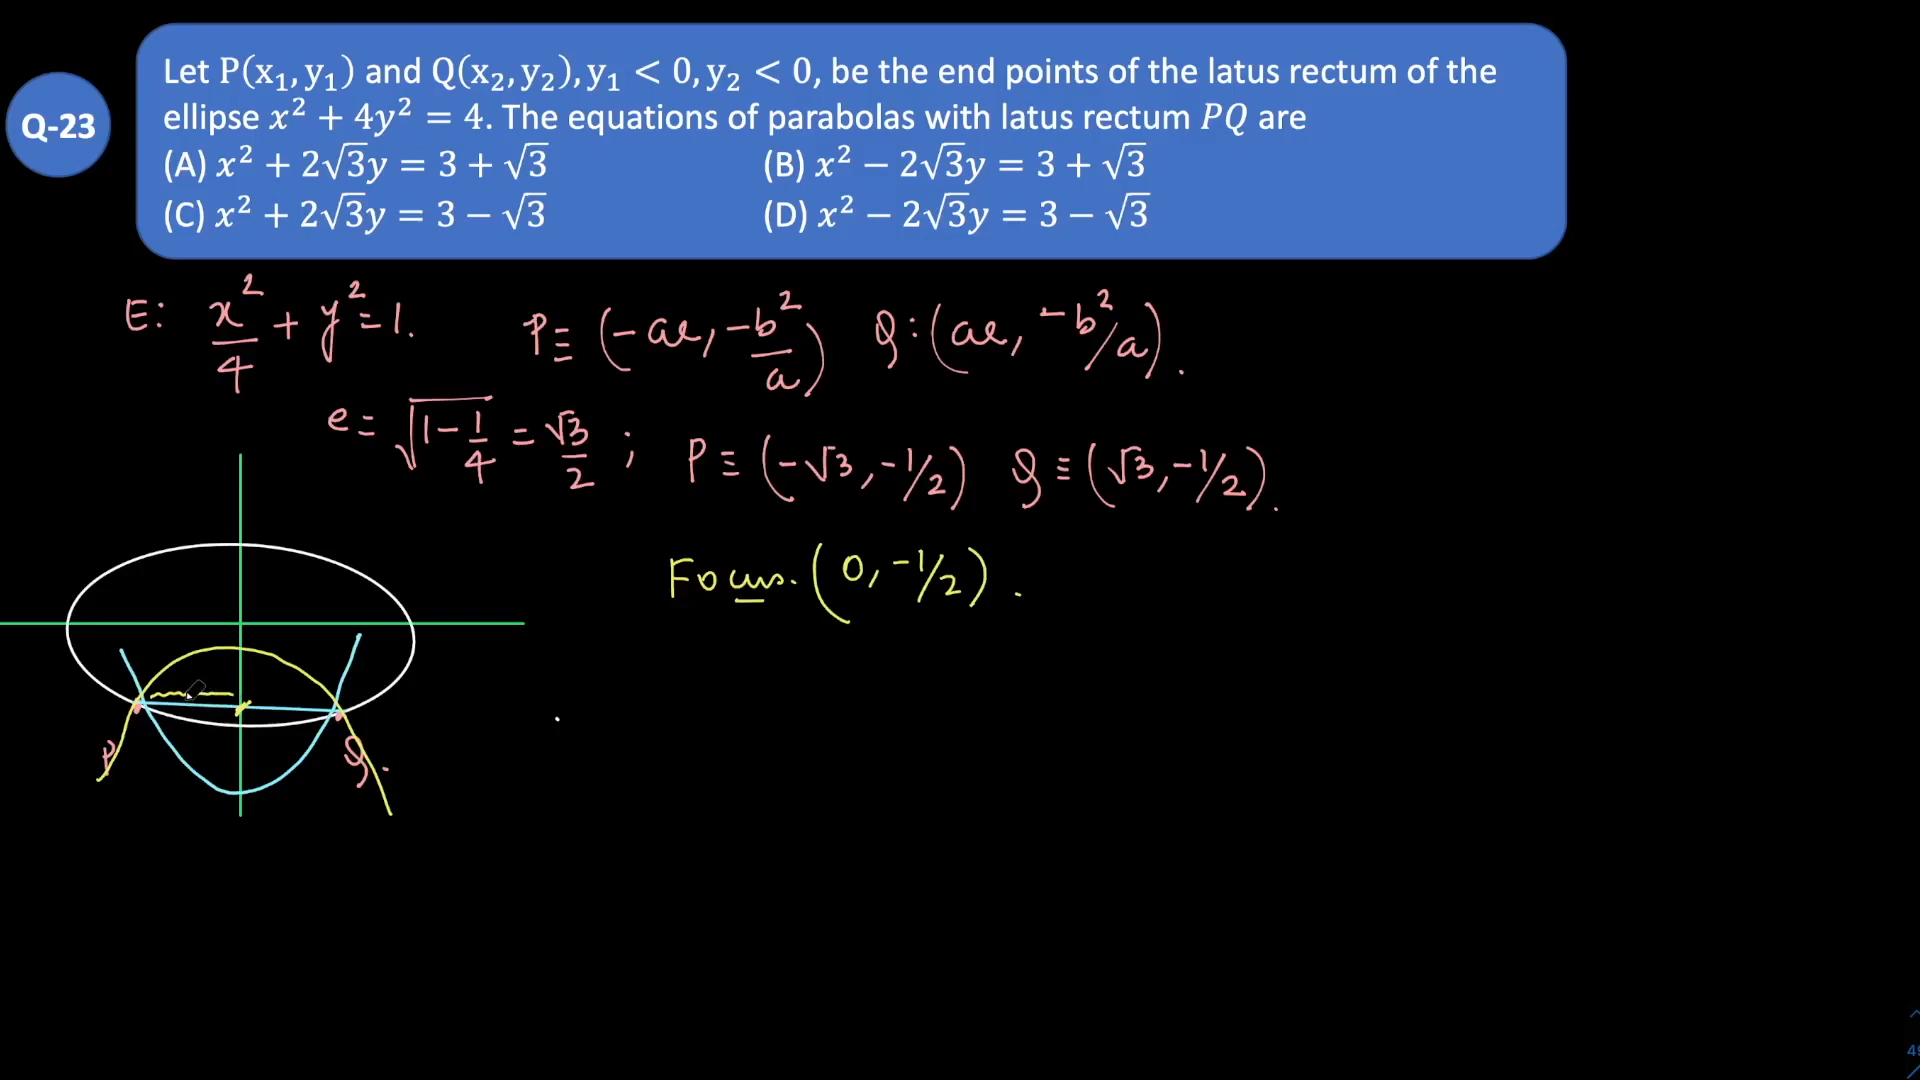 Q-23
Let P(x₁, y₁) and Q(x₂, y₂), y₁ < 0, y₂ < 0, be the end points of the latus rectum of the
ellipse x² + 4y² = 4. The equations of parabolas with latus rectum PQ are
(A) x² + 2√3y = 3 + √3 (B) x² − 2√3y = 3 + √3
(C) x² + 2√3y = 3 − √3 (D) x² − 2√3y = 3 − √3
E: x²/4 + y² = 1. P ≡ (−ae, −b²/a) Q : (ae, −b²/a).
e = √(1 − 1/4) = √3/2 ; P ≡ (−√3, −1/2) Q ≡ (√3, −1/2).
Focus. (0, −1/2).
P
Q.